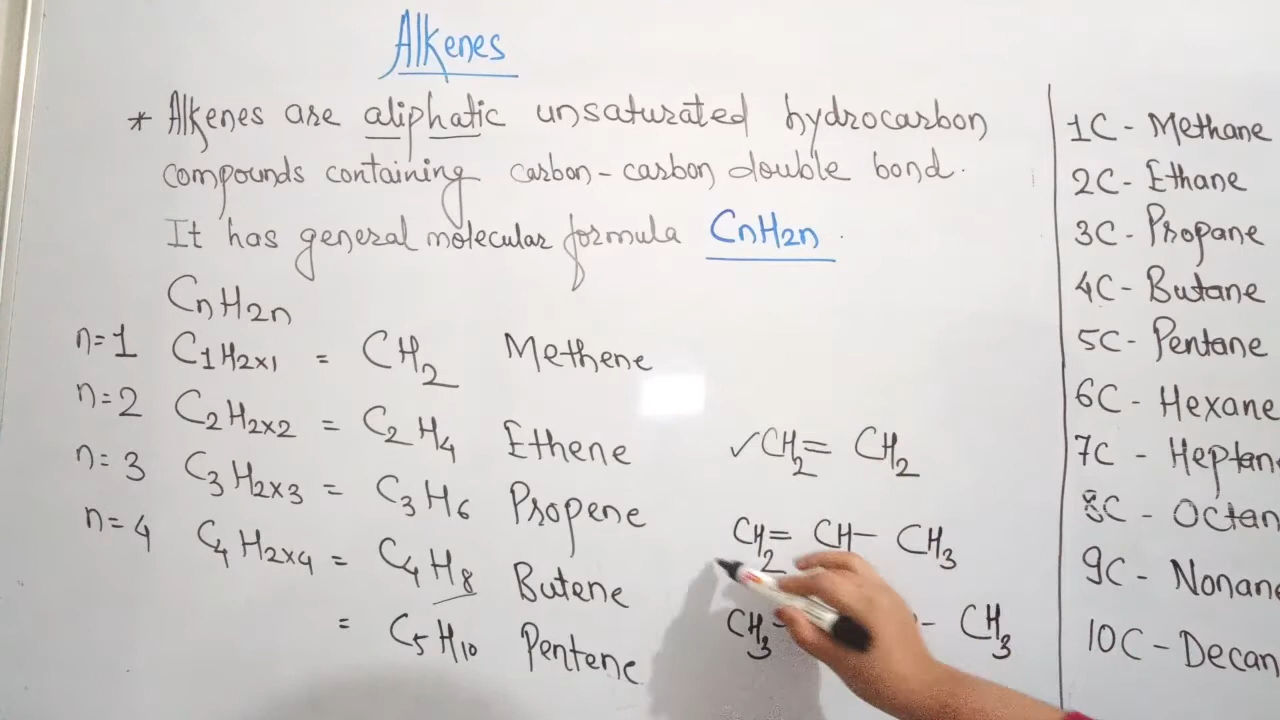 Alkenes
* Alkenes are aliphatic unsaturated hydrocarbon
compounds containing carbon-carbon double bond.
It has general molecular formula CnH2n.
CnH2n
n=1 C1H2x1 = CH2 Methene
n=2 C2H2x2 = C2H4 Ethene
n=3 C3H2x3 = C3H6 Propene
n=4 C4H2x4 = C4H8 Butene
= C5H10 Pentene
✓CH2= CH2
CH2= CH- CH3
CH3- - CH3
1C- Methane
2C- Ethane
3C- Propane
4C- Butane
5C- Pentane
6C- Hexane
7C- Heptan
8C- Octan
9C- Nonane
10C- Decan